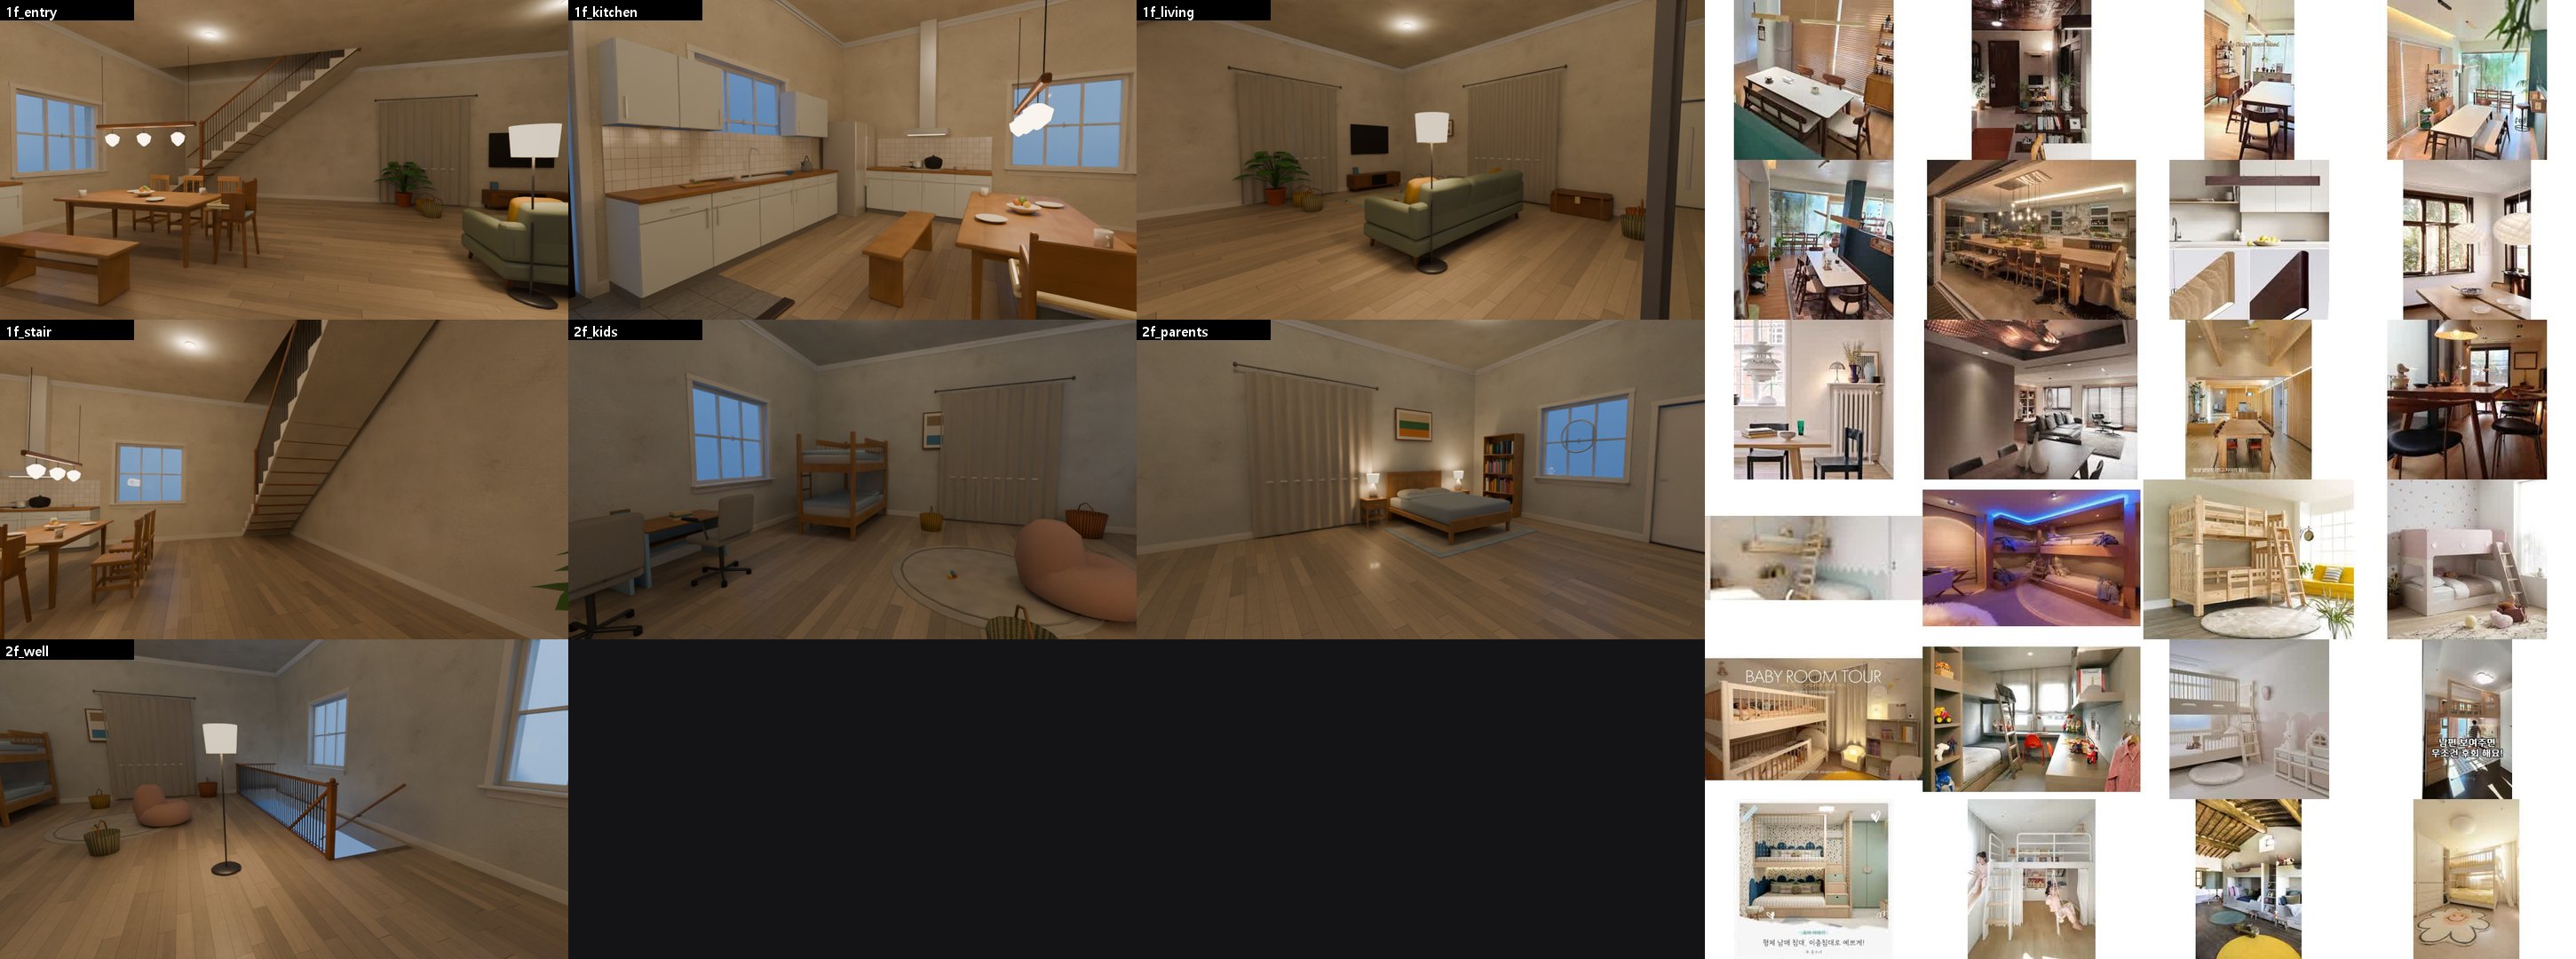 1f_entry
1f_kitchen
1f_living
1f_stair
2f_kids
2f_parents
BABY ROOM TOUR
2f_well
남편 보여주면
무조건 후회 해요!
형제 남매 침대, 이층침대로 예쁘게!